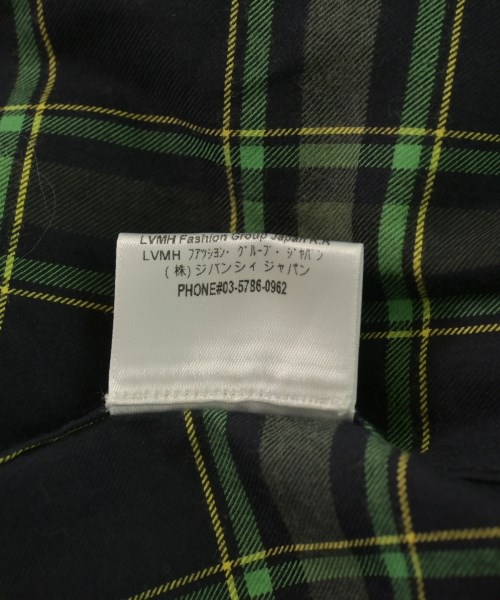 LVMH Fashion Group Japan K.K
LVMH ファッション・グループ・ジャパン
(株)ジバンシィ ジャパン
PHONE#03-5786-0962